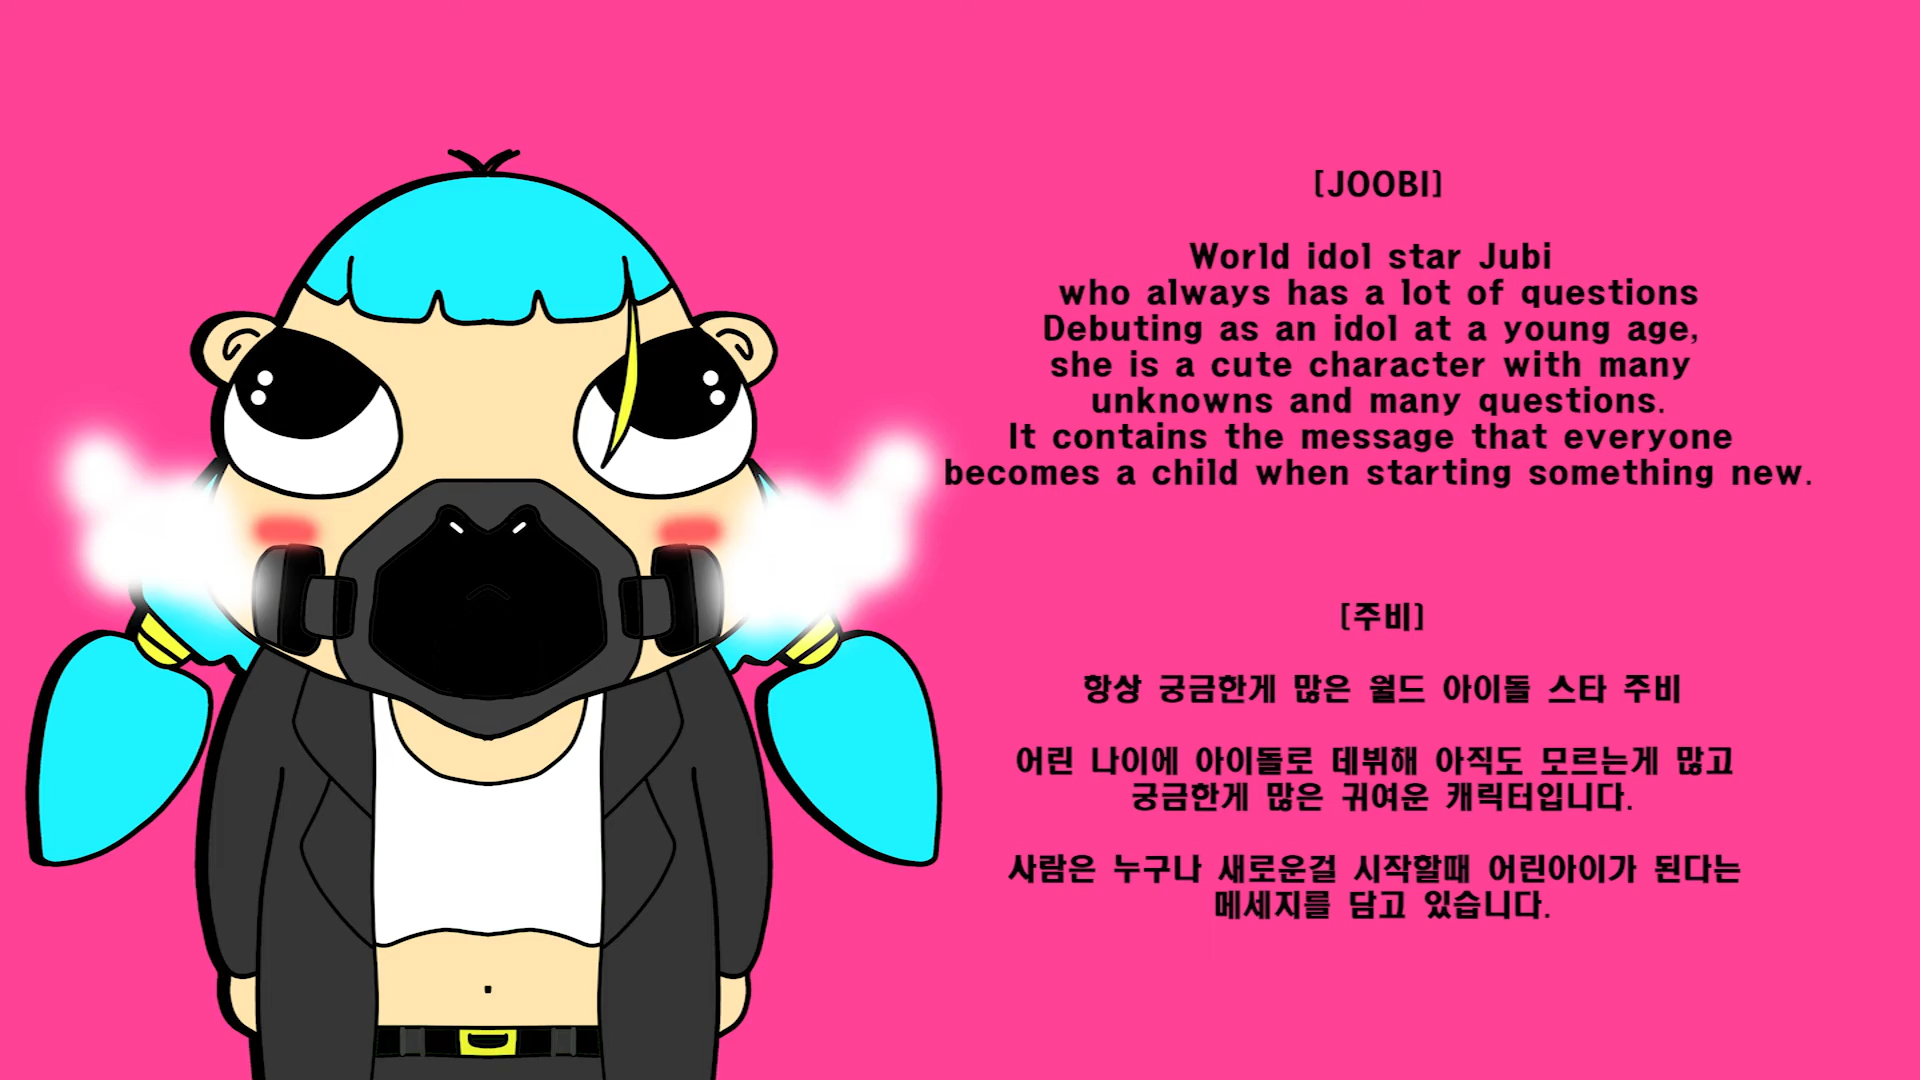 [JOOBI]
World idol star Jubi
who always has a lot of questions
Debuting as an idol at a young age,
she is a cute character with many
unknowns and many questions.
It contains the message that everyone
becomes a child when starting something new.
[주비]
항상 궁금한게 많은 월드 아이돌 스타 주비
어린 나이에 아이돌로 데뷔해 아직도 모르는게 많고
궁금한게 많은 귀여운 캐릭터입니다.
사람은 누구나 새로운걸 시작할때 어린아이가 된다는
메세지를 담고 있습니다.